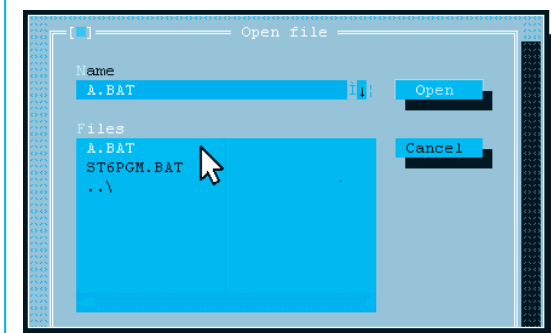 [ ] Open file
Name
A.BAT
Open
Files
A.BAT
Cancel
ST6PGM.BAT
..\